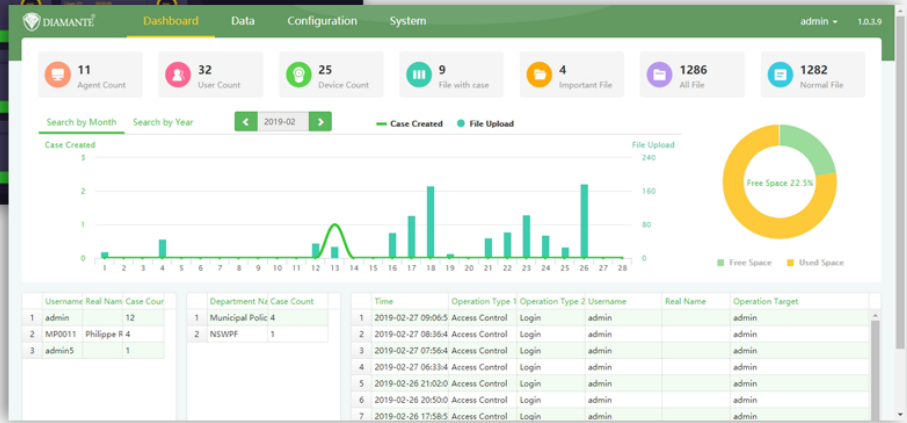 DIAMANTE Dashboard Data Configuration System admin 1.0.3.9
11 32 25 9 4 1286 1282
Agent Count User Count Device Count File with case Important File All File Normal File
Search by Month Search by Year 2019-02 Case Created File Upload
Case Created File Upload
3 240
2 160
1 80
0 0
1 2 3 4 5 6 7 8 9 10 11 12 13 14 15 16 17 18 19 20 21 22 23 24 25 26 27 28
Free Space 22.5%
Free Space Used Space
Username Real Nam Case Cour
1 admin 12
2 MP0011 Philippe R 4
3 admin5 1
Department Na Case Count
1 Municipal Polic 4
2 NSWPF 1
Time Operation Type 1 Operation Type 2 Username Real Name Operation Target
1 2019-02-27 09:06:5 Access Control Login admin admin
2 2019-02-27 08:36:4 Access Control Login admin admin
3 2019-02-27 07:56:4 Access Control Login admin admin
4 2019-02-27 06:33:4 Access Control Login admin admin
5 2019-02-26 21:02:0 Access Control Login admin admin
6 2019-02-26 20:50:0 Access Control Login admin admin
7 2019-02-26 17:58:5 Access Control Login admin admin